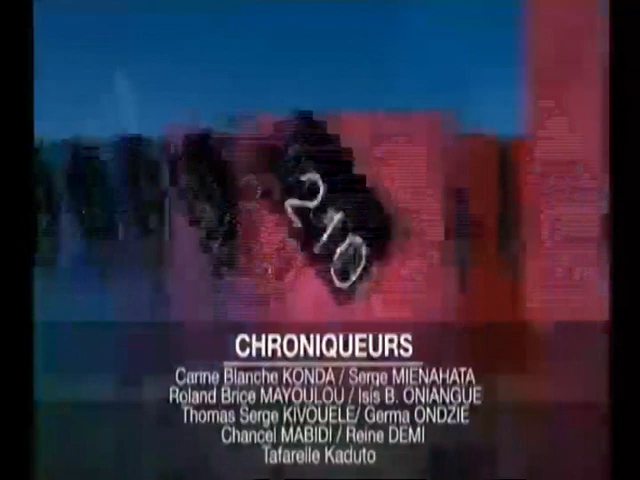 210
CHRONIQUEURS
Carine Blanche KONDA / Serge MIENAHATA
Roland Brice MAYOULOU / Isis B. ONIANGUE
Thomas Serge KIVOUELE/ Germa ONDZIE
Chancel MABIDI / Reine DEMI
Tafarelle Kaduto